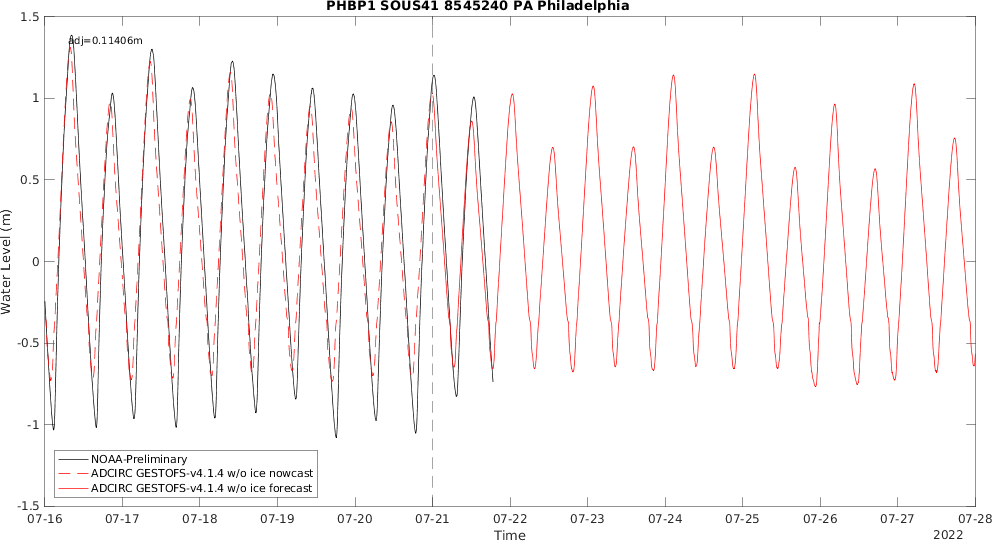 PHBP1 SOUS41 8545240 PA Philadelphia
adj=0.11406m
1.5
1
0.5
0
-0.5
-1
-1.5
Water Level (m)
NOAA-Preliminary
ADCIRC GESTOFS-v4.1.4 w/o ice nowcast
ADCIRC GESTOFS-v4.1.4 w/o ice forecast
07-16 07-17 07-18 07-19 07-20 07-21 07-22 07-23 07-24 07-25 07-26 07-27 07-28
Time
2022